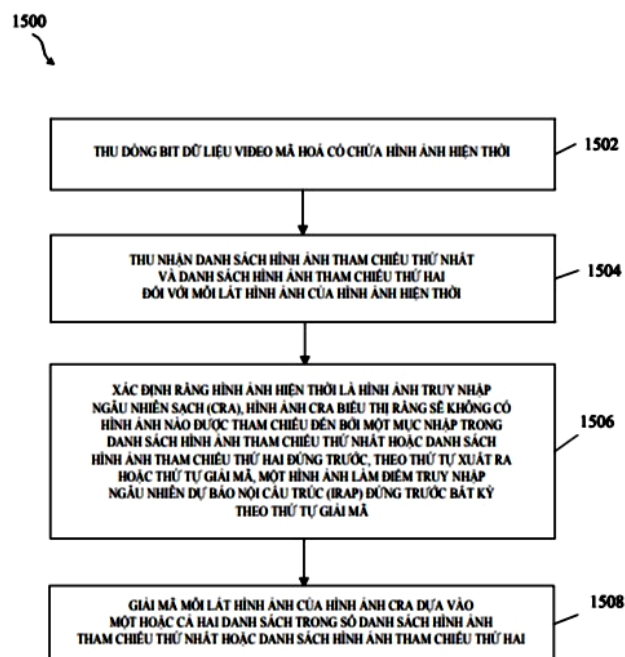 1500
THU DÒNG BIT DỮ LIỆU VIDEO MÃ HOÁ CÓ CHỨA HÌNH ẢNH HIỆN THỜI
1502
THU NHẬN DANH SÁCH HÌNH ẢNH THAM CHIẾU THỨ NHẤT
VÀ DANH SÁCH HÌNH ẢNH THAM CHIẾU THỨ HAI
ĐỐI VỚI MỖI LÁT HÌNH ẢNH CỦA HÌNH ẢNH HIỆN THỜI
1504
XÁC ĐỊNH RẰNG HÌNH ẢNH HIỆN THỜI LÀ HÌNH ẢNH TRUY NHẬP
NGẪU NHIÊN SẠCH (CRA), HÌNH ẢNH CRA BIỂU THỊ RẰNG SẼ KHÔNG CÓ
HÌNH ẢNH NÀO ĐƯỢC THAM CHIẾU ĐẾN BỞI MỘT MỤC NHẬP TRONG
DANH SÁCH HÌNH ẢNH THAM CHIẾU THỨ NHẤT HOẶC DANH SÁCH
HÌNH ẢNH THAM CHIẾU THỨ HAI ĐỨNG TRƯỚC, THEO THỨ TỰ XUẤT RA
HOẶC THỨ TỰ GIẢI MÃ, MỘT HÌNH ẢNH LÀM ĐIỂM TRUY NHẬP
NGẪU NHIÊN DỰ BÁO NỘI CẤU TRÚC (IRAP) ĐỨNG TRƯỚC BẤT KỲ
THEO THỨ TỰ GIẢI MÃ
1506
GIẢI MÃ MỖI LÁT HÌNH ẢNH CỦA HÌNH ẢNH CRA DỰA VÀO
MỘT HOẶC CẢ HAI DANH SÁCH TRONG SỐ DANH SÁCH HÌNH ẢNH
THAM CHIẾU THỨ NHẤT HOẶC DANH SÁCH HÌNH ẢNH THAM CHIẾU THỨ HAI
1508